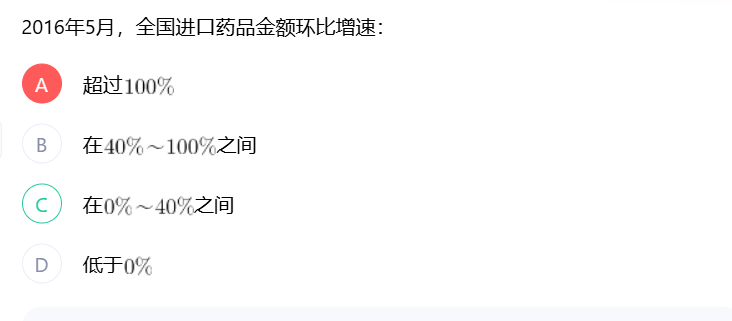 2016年5月，全国进口药品金额环比增速：
A 超过100%
B 在40%～100%之间
C 在0%～40%之间
D 低于0%